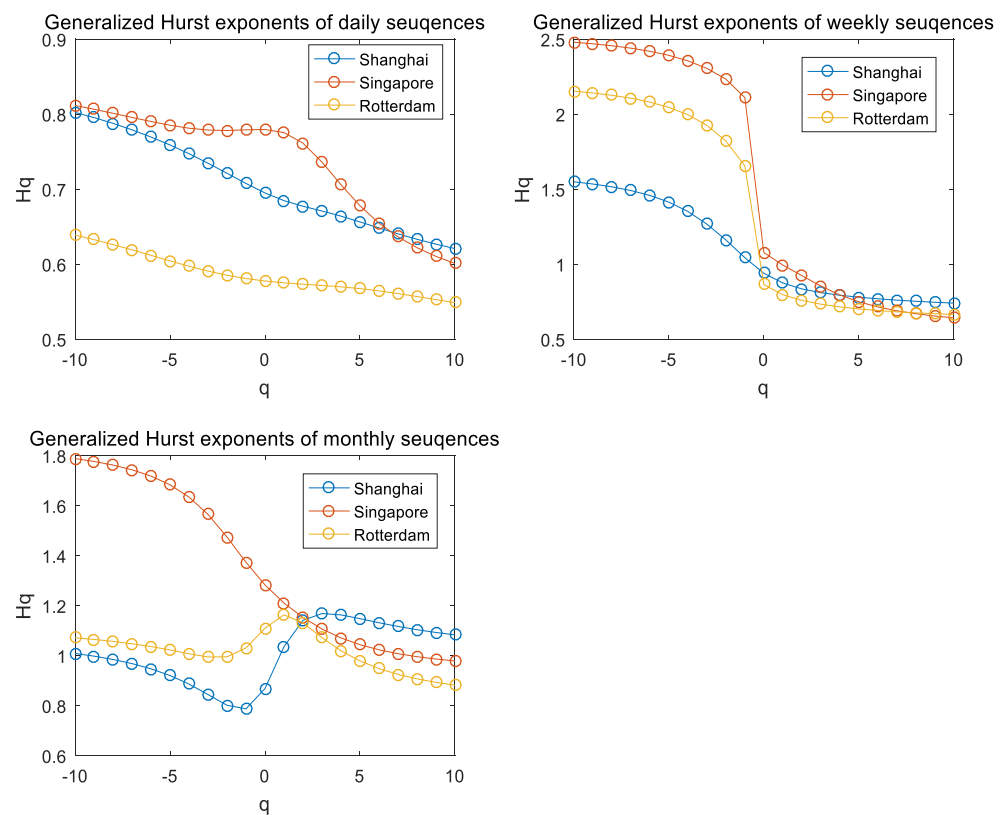 Generalized Hurst exponents of daily seuqences
0.9
0.8
0.7
0.6
0.5
Hq
-10
-5
0
5
10
q
Shanghai
Singapore
Rotterdam
Generalized Hurst exponents of weekly seuqences
2.5
2
1.5
1
0.5
Hq
-10
-5
0
5
10
q
Shanghai
Singapore
Rotterdam
Generalized Hurst exponents of monthly seuqences
1.8
1.6
1.4
1.2
1
0.8
0.6
Hq
-10
-5
0
5
10
q
Shanghai
Singapore
Rotterdam